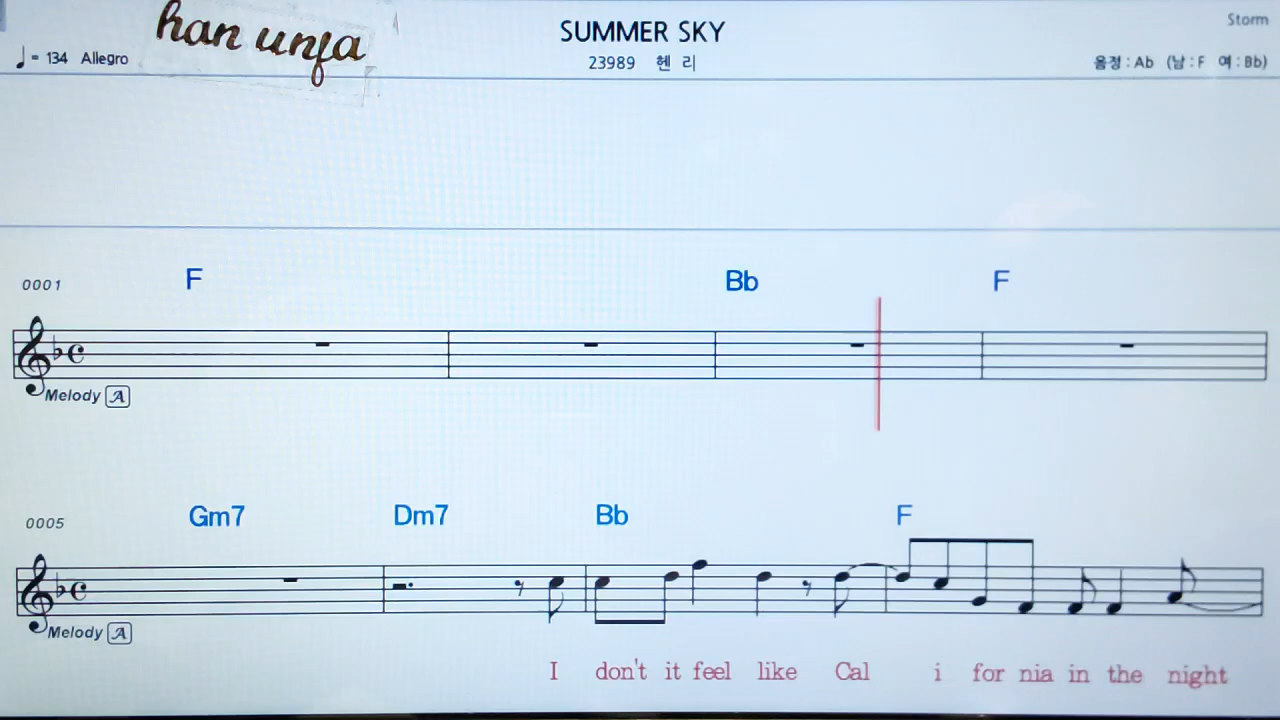 han unfa
SUMMER SKY
Storm
♩= 134 Allegro
23989 헨 리
음정 : Ab (남 : F 여 : Bb)
0001 F Bb F
Melody A
0005 Gm7 Dm7 Bb F
Melody A
I don't it feel like Cal i for nia in the night